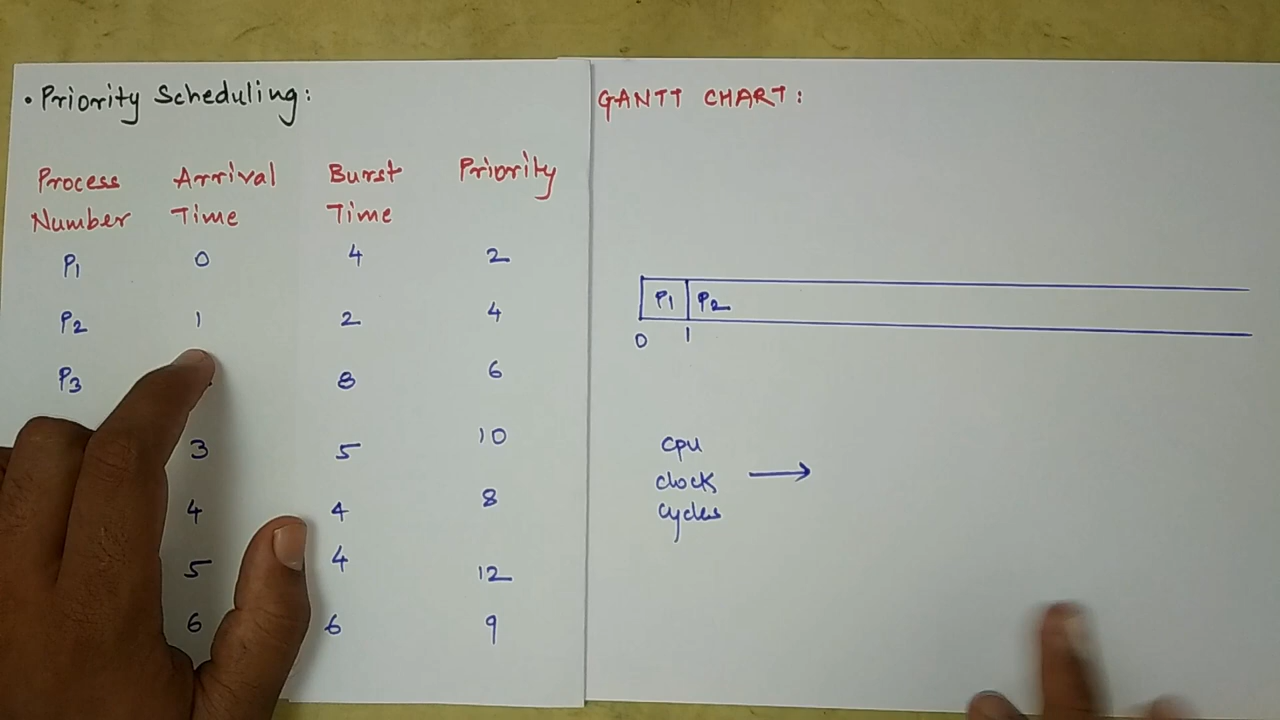 • Priority Scheduling:
Process Arrival Burst Priority
Number Time Time
P1 0 4 2
P2 1 2 4
P3 8 6
3 5 10
4 4 8
5 4 12
6 6 9
GANTT CHART:
P1 P2
0 1
CPU
clock
cycles